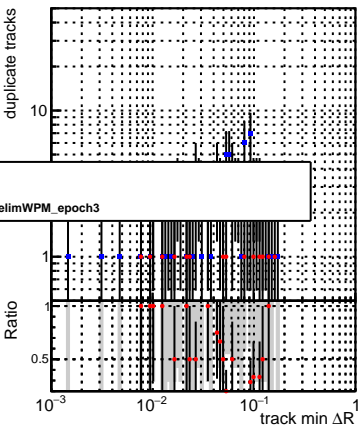 duplicate tracks
10
elimWPM_epoch3
1
Ratio
1
0.5
10⁻³ 10⁻² 10⁻¹ 1
track min ΔR